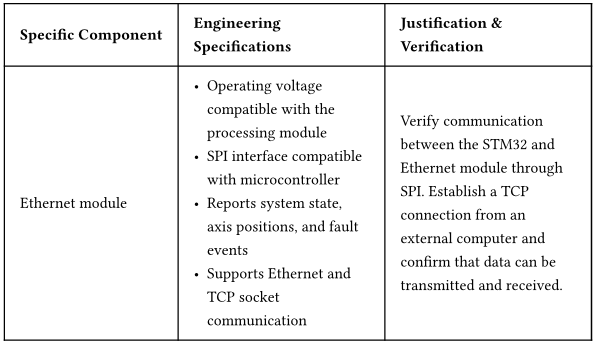 Specific Component
Engineering
Specifications
Justification &
Verification
Ethernet module
• Operating voltage
compatible with the
processing module
• SPI interface compatible
with microcontroller
• Reports system state,
axis positions, and fault
events
• Supports Ethernet and
TCP socket
communication
Verify communication
between the STM32 and
Ethernet module through
SPI. Establish a TCP
connection from an
external computer and
confirm that data can be
transmitted and received.